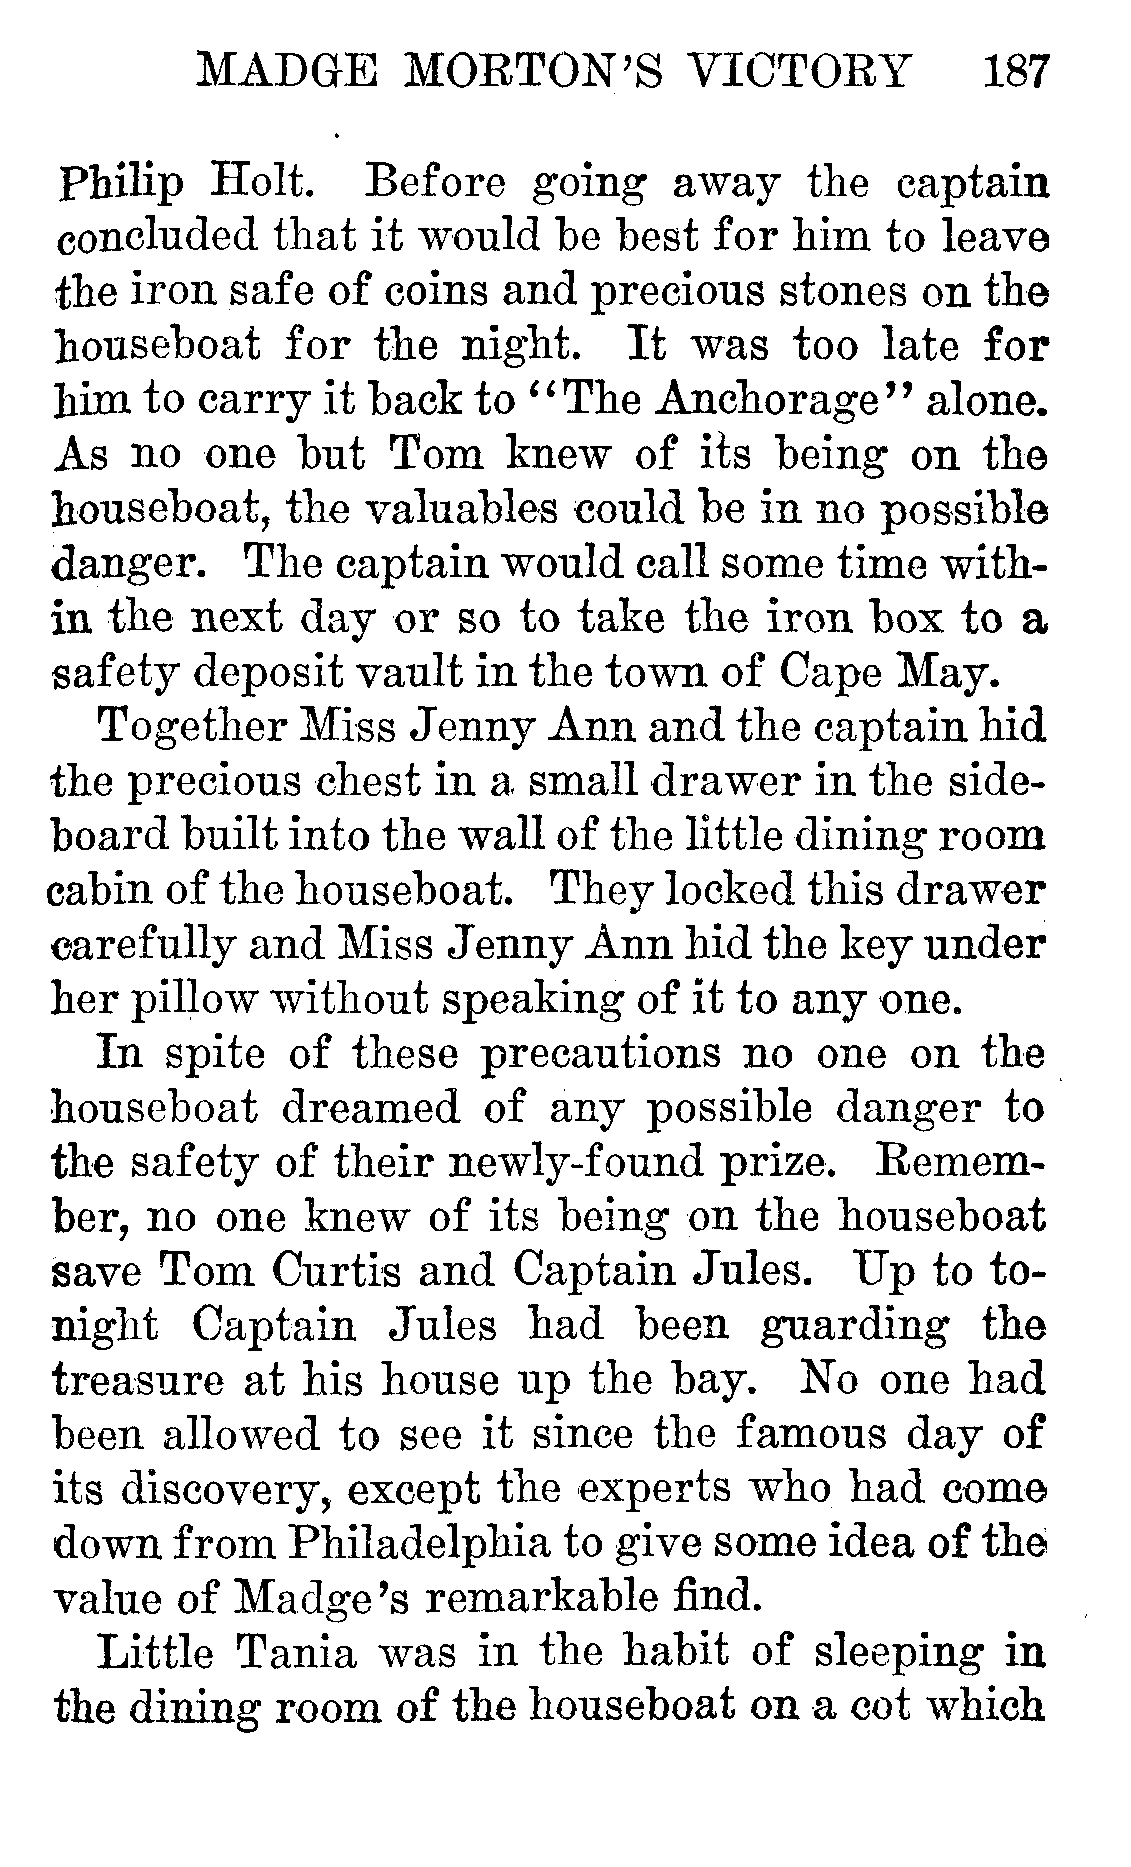 MADGE MORTON'S VICTORY 187
Philip Holt. Before going away the captain
concluded that it would be best for him to leave
the iron safe of coins and precious stones on the
houseboat for the night. It was too late for
him to carry it back to "The Anchorage" alone.
As no one but Tom knew of its being on the
houseboat, the valuables could be in no possible
danger. The captain would call some time with-
in the next day or so to take the iron box to a
safety deposit vault in the town of Cape May.
Together Miss Jenny Ann and the captain hid
the precious chest in a small drawer in the side-
board built into the wall of the little dining room
cabin of the houseboat. They locked this drawer
carefully and Miss Jenny Ann hid the key under
her pillow without speaking of it to any one.
In spite of these precautions no one on the
houseboat dreamed of any possible danger to
the safety of their newly-found prize. Remem-
ber, no one knew of its being on the houseboat
save Tom Curtis and Captain Jules. Up to to-
night Captain Jules had been guarding the
treasure at his house up the bay. No one had
been allowed to see it since the famous day of
its discovery, except the experts who had come
down from Philadelphia to give some idea of the
value of Madge's remarkable find.
Little Tania was in the habit of sleeping in
the dining room of the houseboat on a cot which